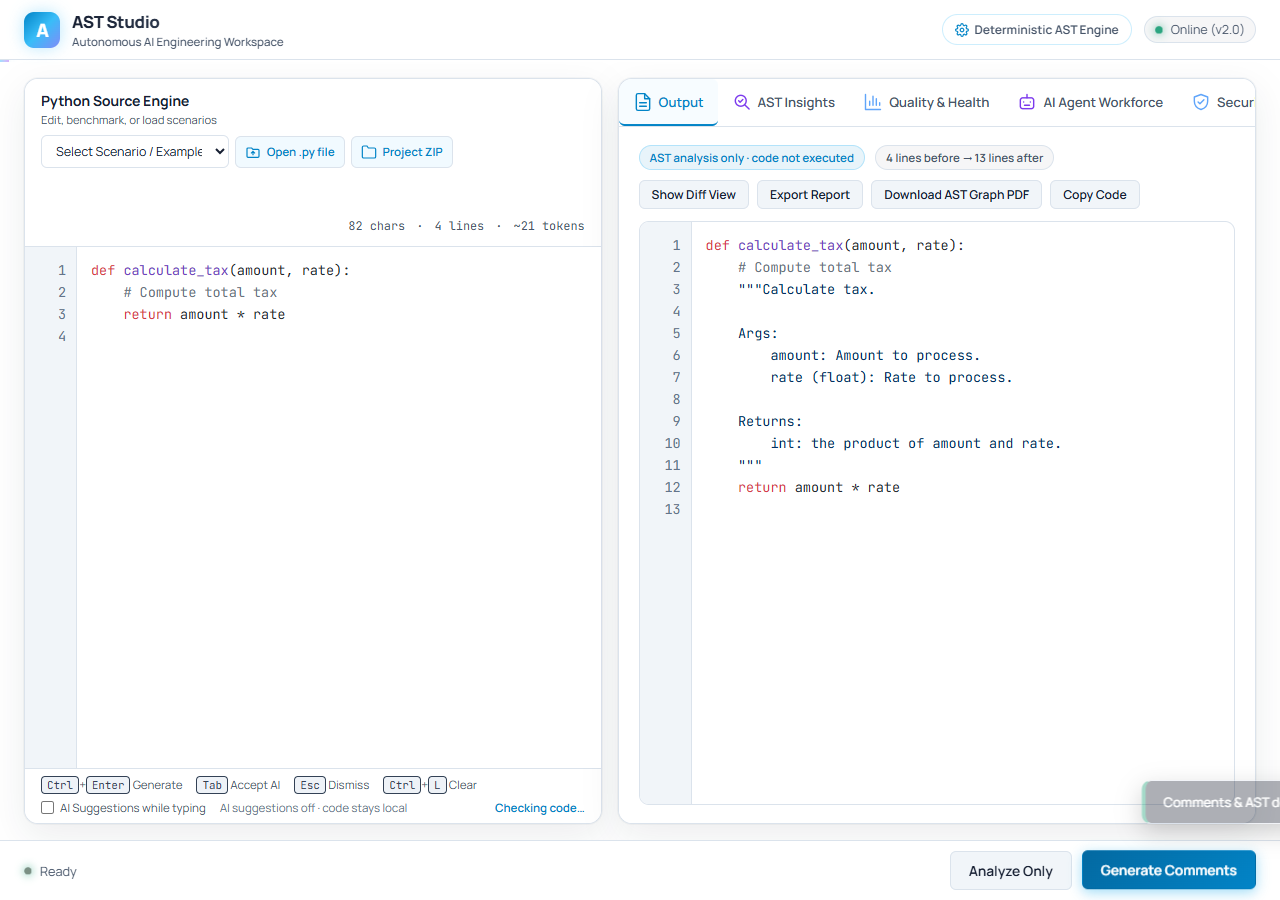 A
AST Studio
Autonomous AI Engineering Workspace
Deterministic AST Engine
Online (v2.0)
Python Source Engine
Edit, benchmark, or load scenarios
Select Scenario / Example
Open .py file
Project ZIP
82 chars · 4 lines · ~21 tokens
1 def calculate_tax(amount, rate):
2     # Compute total tax
3     return amount * rate
4
Ctrl+Enter Generate Tab Accept AI Esc Dismiss Ctrl+L Clear
AI Suggestions while typing AI suggestions off · code stays local Checking code...
Output
AST Insights
Quality & Health
AI Agent Workforce
Secur
AST analysis only · code not executed
4 lines before → 13 lines after
Show Diff View
Export Report
Download AST Graph PDF
Copy Code
1 def calculate_tax(amount, rate):
2     # Compute total tax
3     """Calculate tax.
4
5     Args:
6         amount: Amount to process.
7         rate (float): Rate to process.
8
9     Returns:
10         int: the product of amount and rate.
11     """
12     return amount * rate
13
Comments & AST d
Ready
Analyze Only
Generate Comments